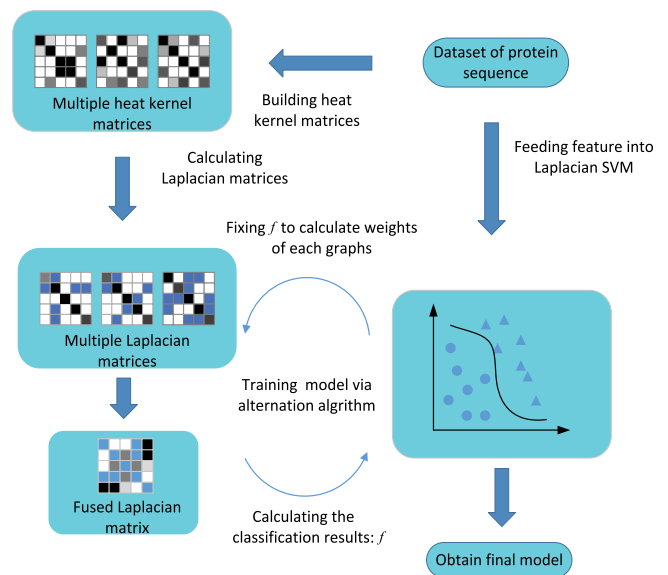 Dataset of protein
sequence
Building heat
kernel matrices
Multiple heat kernel
matrices
Calculating
Laplacian matrices
Feeding feature into
Laplacian SVM
Fixing f to calculate weights
of each graphs
Multiple Laplacian
matrices
Training model via
alternation algrithm
Fused Laplacian
matrix
Calculating the
classification results: f
Obtain final model